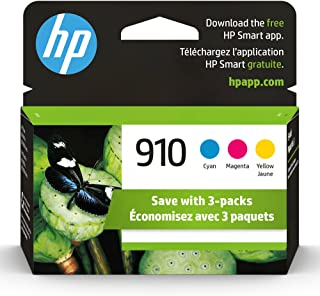 hp
Download the free
HP Smart app.
Téléchargez l'application
HP Smart gratuite.
hpapp.com
910
Cyan
Magenta
Yellow
Jaune
Save with 3-packs
Économisez avec 3 paquets